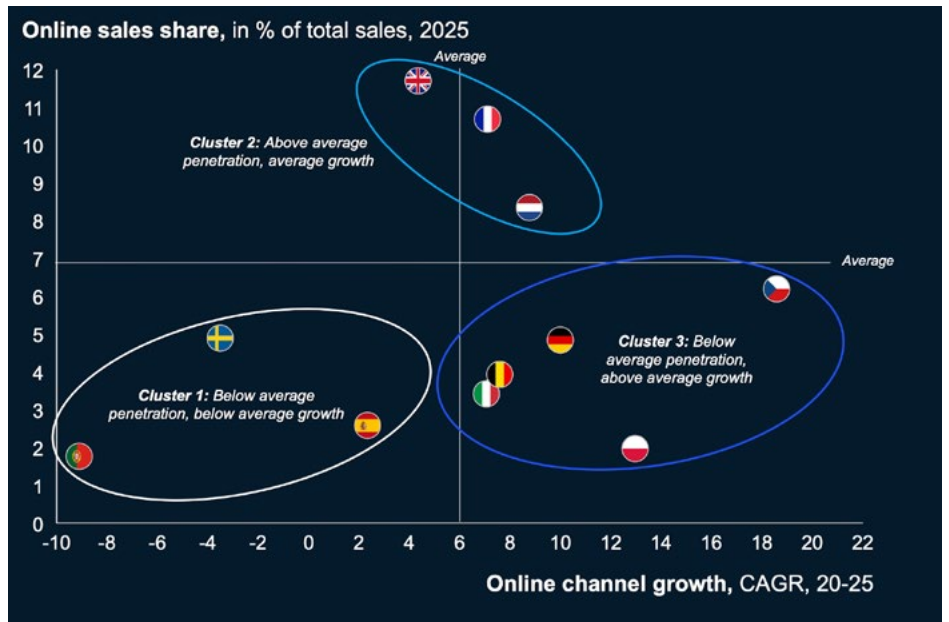 Online sales share, in % of total sales, 2025
Average
12
11
10
9
8
7
6
5
4
3
2
1
0
Cluster 2: Above average
penetration, average growth
Average
Cluster 3: Below
average penetration,
above average growth
Cluster 1: Below average
penetration, below average growth
-10 -6 -4 -2 0 2 4 6 8 10 12 14 16 18 20 22
Online channel growth, CAGR, 20-25